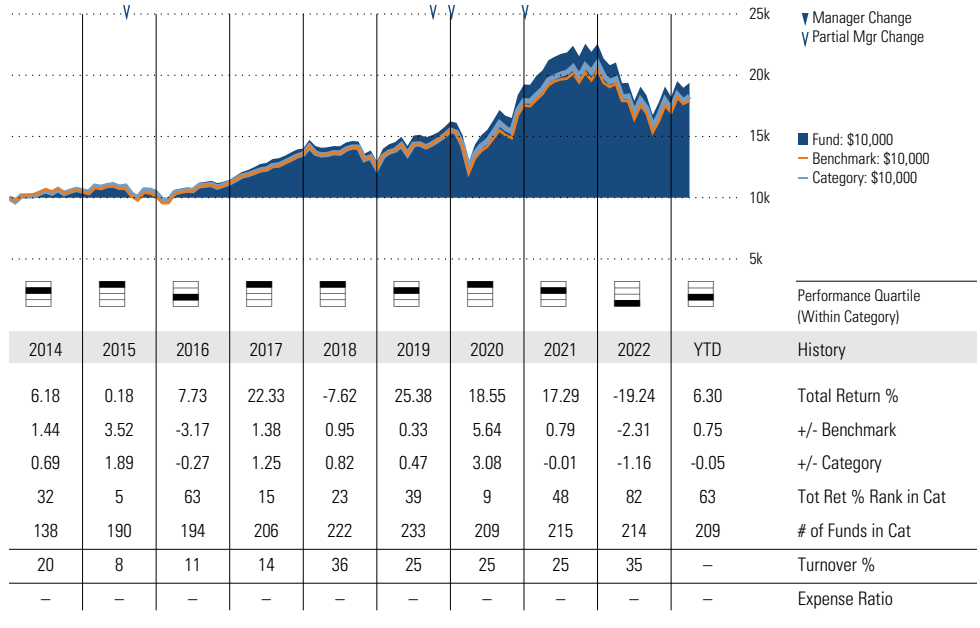 25k
Manager Change
Partial Mgr Change
20k
15k
Fund: $10,000
Benchmark: $10,000
Category: $10,000
10k
5k
Performance Quartile
(Within Category)
2014 2015 2016 2017 2018 2019 2020 2021 2022 YTD History
6.18 0.18 7.73 22.33 -7.62 25.38 18.55 17.29 -19.24 6.30 Total Return %
1.44 3.52 -3.17 1.38 0.95 0.33 5.64 0.79 -2.31 0.75 +/- Benchmark
0.69 1.89 -0.27 1.25 0.82 0.47 3.08 -0.01 -1.16 -0.05 +/- Category
32 5 63 15 23 39 9 48 82 63 Tot Ret % Rank in Cat
138 190 194 206 222 233 209 215 214 209 # of Funds in Cat
20 8 11 14 36 25 25 25 35 – Turnover %
– – – – – – – – – – Expense Ratio